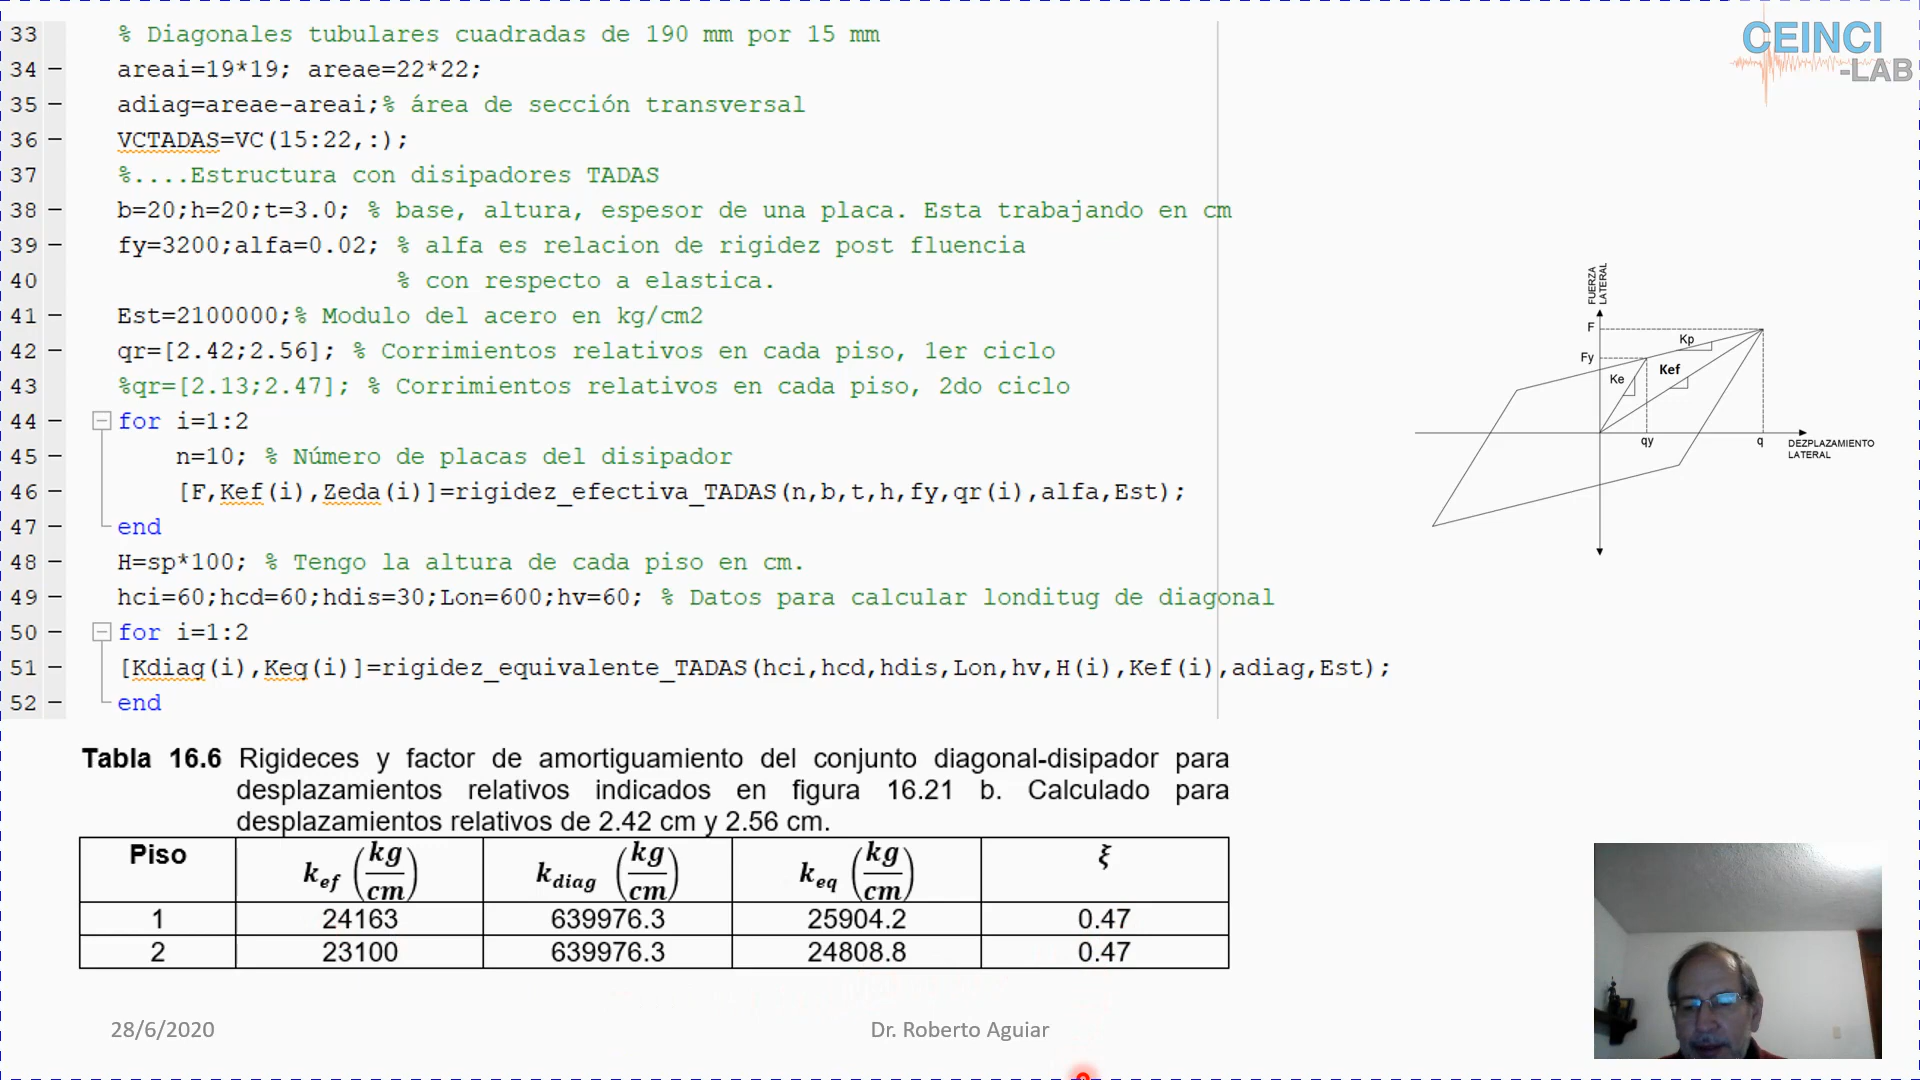 CEINCI
-LAB
33 % Diagonales tubulares cuadradas de 190 mm por 15 mm
34 – areai=19*19; areae=22*22;
35 – adiag=areae-areai;% área de sección transversal
36 – VCTADAS=VC(15:22,:);
37 %....Estructura con disipadores TADAS
38 – b=20;h=20;t=3.0; % base, altura, espesor de una placa. Esta trabajando en cm
39 – fy=3200;alfa=0.02; % alfa es relacion de rigidez post fluencia
40 % con respecto a elastica.
41 – Est=2100000;% Modulo del acero en kg/cm2
42 – qr=[2.42;2.56]; % Corrimientos relativos en cada piso, 1er ciclo
43 %qr=[2.13;2.47]; % Corrimientos relativos en cada piso, 2do ciclo
44 – for i=1:2
45 – n=10; % Número de placas del disipador
46 – [F,Kef(i),Zeda(i)]=rigidez_efectiva_TADAS(n,b,t,h,fy,qr(i),alfa,Est);
47 – end
48 – H=sp*100; % Tengo la altura de cada piso en cm.
49 – hci=60;hcd=60;hdis=30;Lon=600;hv=60; % Datos para calcular londitug de diagonal
50 – for i=1:2
51 – [Kdiag(i),Keq(i)]=rigidez_equivalente_TADAS(hci,hcd,hdis,Lon,hv,H(i),Kef(i),adiag,Est);
52 – end
FUERZA
LATERAL
F
Kp
Fy
Kef
Ke
qy
q
DEZPLAZAMIENTO
LATERAL
Tabla 16.6 Rigideces y factor de amortiguamiento del conjunto diagonal-disipador para
desplazamientos relativos indicados en figura 16.21 b. Calculado para
desplazamientos relativos de 2.42 cm y 2.56 cm.
Piso k_ef (kg/cm) k_diag (kg/cm) k_eq (kg/cm) ξ
1 24163 639976.3 25904.2 0.47
2 23100 639976.3 24808.8 0.47
28/6/2020
Dr. Roberto Aguiar